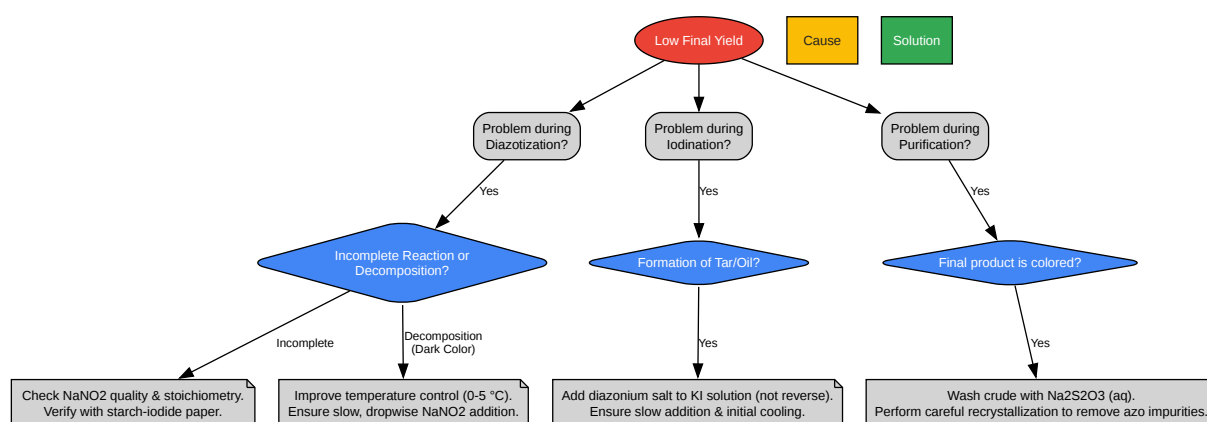 Low Final Yield
Cause
Solution
Problem during
Diazotization?
Problem during
Iodination?
Problem during
Purification?
Yes
Yes
Yes
Incomplete Reaction or
Decomposition?
Formation of Tar/Oil?
Final product is colored?
Incomplete
Decomposition
(Dark Color)
Yes
Yes
Check NaNO2 quality & stoichiometry.
Verify with starch-iodide paper.
Improve temperature control (0-5 °C).
Ensure slow, dropwise NaNO2 addition.
Add diazonium salt to KI solution (not reverse).
Ensure slow addition & initial cooling.
Wash crude with Na2S2O3 (aq).
Perform careful recrystallization to remove azo impurities.